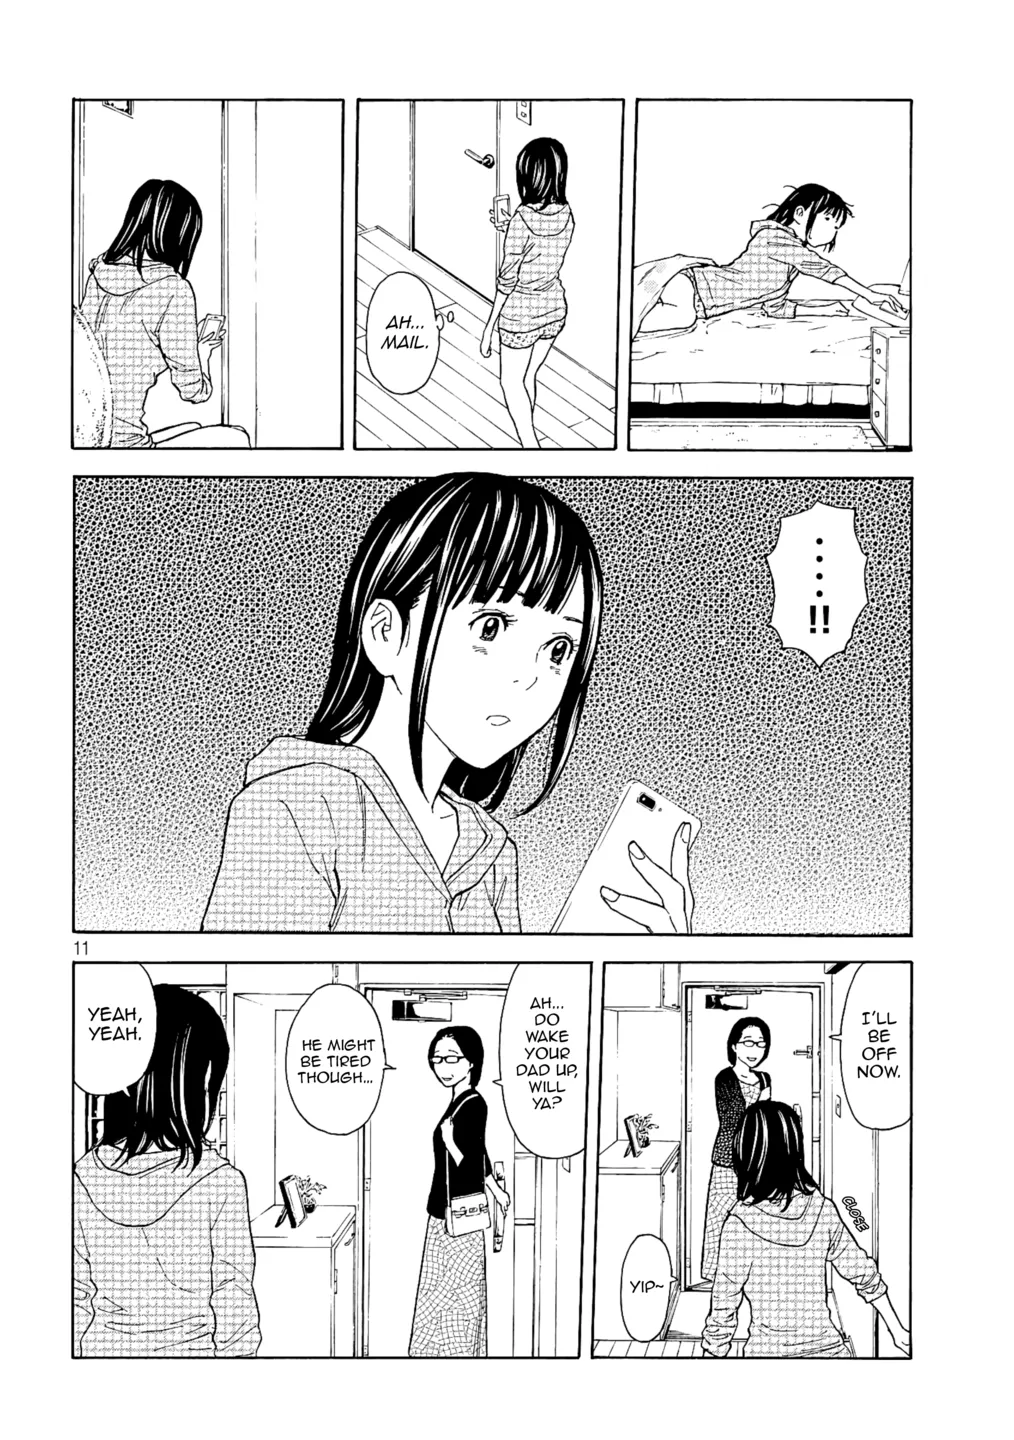 AH...
MAIL.
....!!
11
I'LL
BE
OFF
NOW.
CLOSE
YIP~
AH...
DO
WAKE
YOUR
DAD UP,
WILL
YA?
HE MIGHT
BE TIRED
THOUGH...
YEAH,
YEAH.